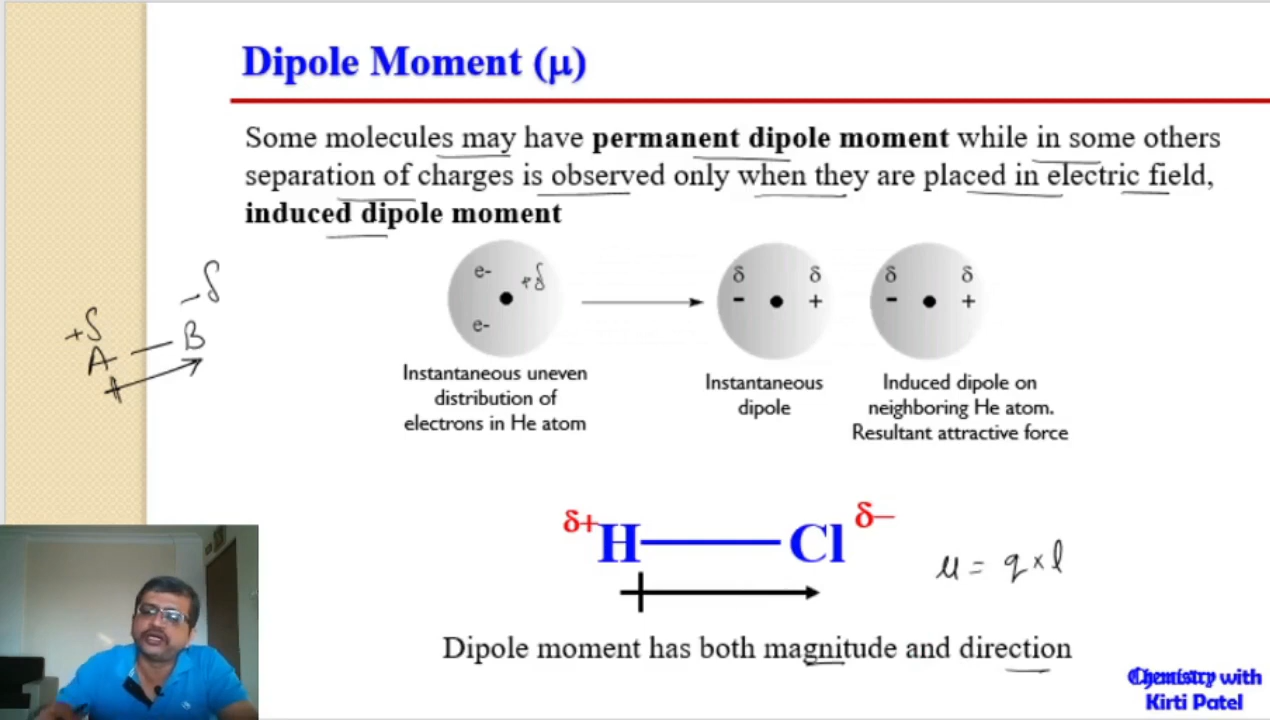 Dipole Moment (μ)
Some molecules may have permanent dipole moment while in some others
separation of charges is observed only when they are placed in electric field,
induced dipole moment
-δ
+δ
A — B
e-
+δ
e-
δ δ
- +
δ δ
- +
Instantaneous uneven
distribution of
electrons in He atom
Instantaneous
dipole
Induced dipole on
neighboring He atom.
Resultant attractive force
δ+ H — Cl δ–
μ = q × l
Dipole moment has both magnitude and direction
Chemistry with
Kirti Patel